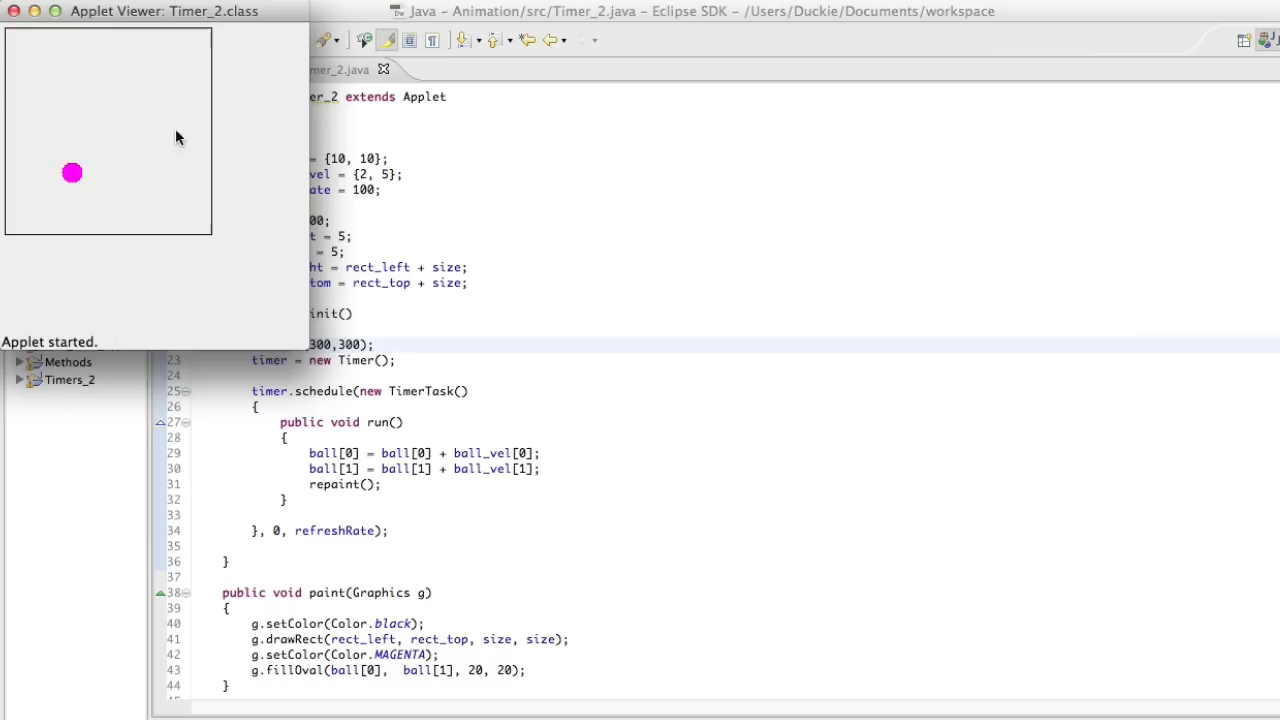 Applet Viewer: Timer_2.class
Java – Animation/src/Timer_2.java – Eclipse SDK – /Users/Duckie/Documents/workspace
mer_2.java
er_2 extends Applet
= {10, 10};
vel = {2, 5};
ate = 100;
00;
t = 5;
= 5;
ht = rect_left + size;
tom = rect_top + size;
init()
300,300);
Applet started.
Methods
Timers_2
23 timer = new Timer();
24
25 timer.schedule(new TimerTask()
26 {
27 public void run()
28 {
29 ball[0] = ball[0] + ball_vel[0];
30 ball[1] = ball[1] + ball_vel[1];
31 repaint();
32 }
33
34 }, 0, refreshRate);
35
36 }
37
38 public void paint(Graphics g)
39 {
40 g.setColor(Color.black);
41 g.drawRect(rect_left, rect_top, size, size);
42 g.setColor(Color.MAGENTA);
43 g.fillOval(ball[0],  ball[1], 20, 20);
44 }